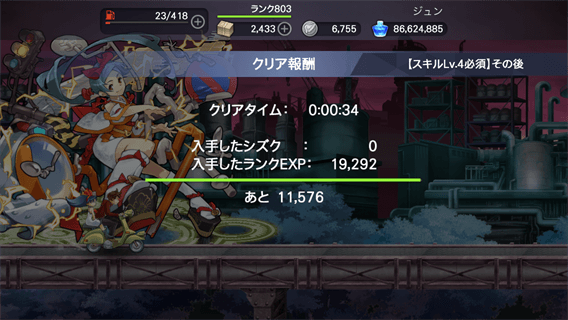 ランク803
ジュン
23/418
2,433
6,755
86,624,885
クリア報酬
【スキルLv.4必須】その後
クリアタイム: 0:00:34
入手したシズク : 0
入手したランクEXP: 19,292
あと 11,576